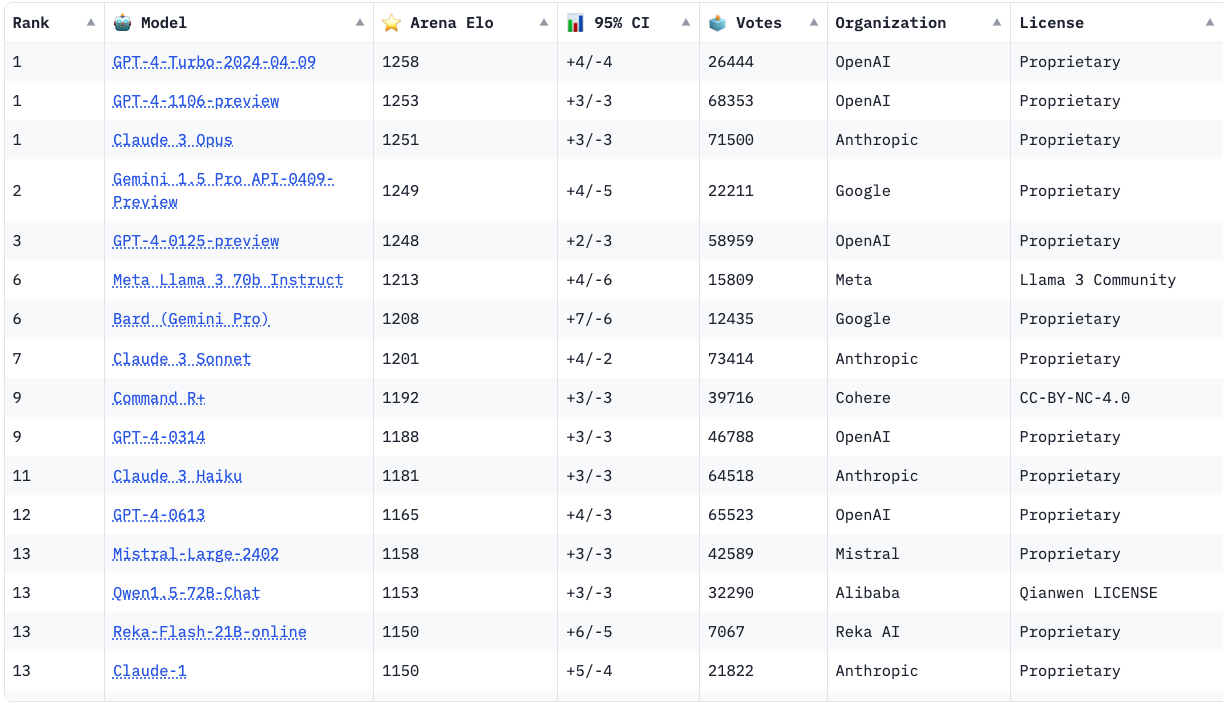 Rank Model Arena Elo 95% CI Votes Organization License
1 GPT-4-Turbo-2024-04-09 1258 +4/-4 26444 OpenAI Proprietary
1 GPT-4-1106-preview 1253 +3/-3 68353 OpenAI Proprietary
1 Claude 3 Opus 1251 +3/-3 71500 Anthropic Proprietary
2 Gemini 1.5 Pro API-0409-
Preview 1249 +4/-5 22211 Google Proprietary
3 GPT-4-0125-preview 1248 +2/-3 58959 OpenAI Proprietary
6 Meta Llama 3 70b Instruct 1213 +4/-6 15809 Meta Llama 3 Community
6 Bard (Gemini Pro) 1208 +7/-6 12435 Google Proprietary
7 Claude 3 Sonnet 1201 +4/-2 73414 Anthropic Proprietary
9 Command R+ 1192 +3/-3 39716 Cohere CC-BY-NC-4.0
9 GPT-4-0314 1188 +3/-3 46788 OpenAI Proprietary
11 Claude 3 Haiku 1181 +3/-3 64518 Anthropic Proprietary
12 GPT-4-0613 1165 +4/-3 65523 OpenAI Proprietary
13 Mistral-Large-2402 1158 +3/-3 42589 Mistral Proprietary
13 Qwen1.5-72B-Chat 1153 +3/-3 32290 Alibaba Qianwen LICENSE
13 Reka-Flash-21B-online 1150 +6/-5 7067 Reka AI Proprietary
13 Claude-1 1150 +5/-4 21822 Anthropic Proprietary